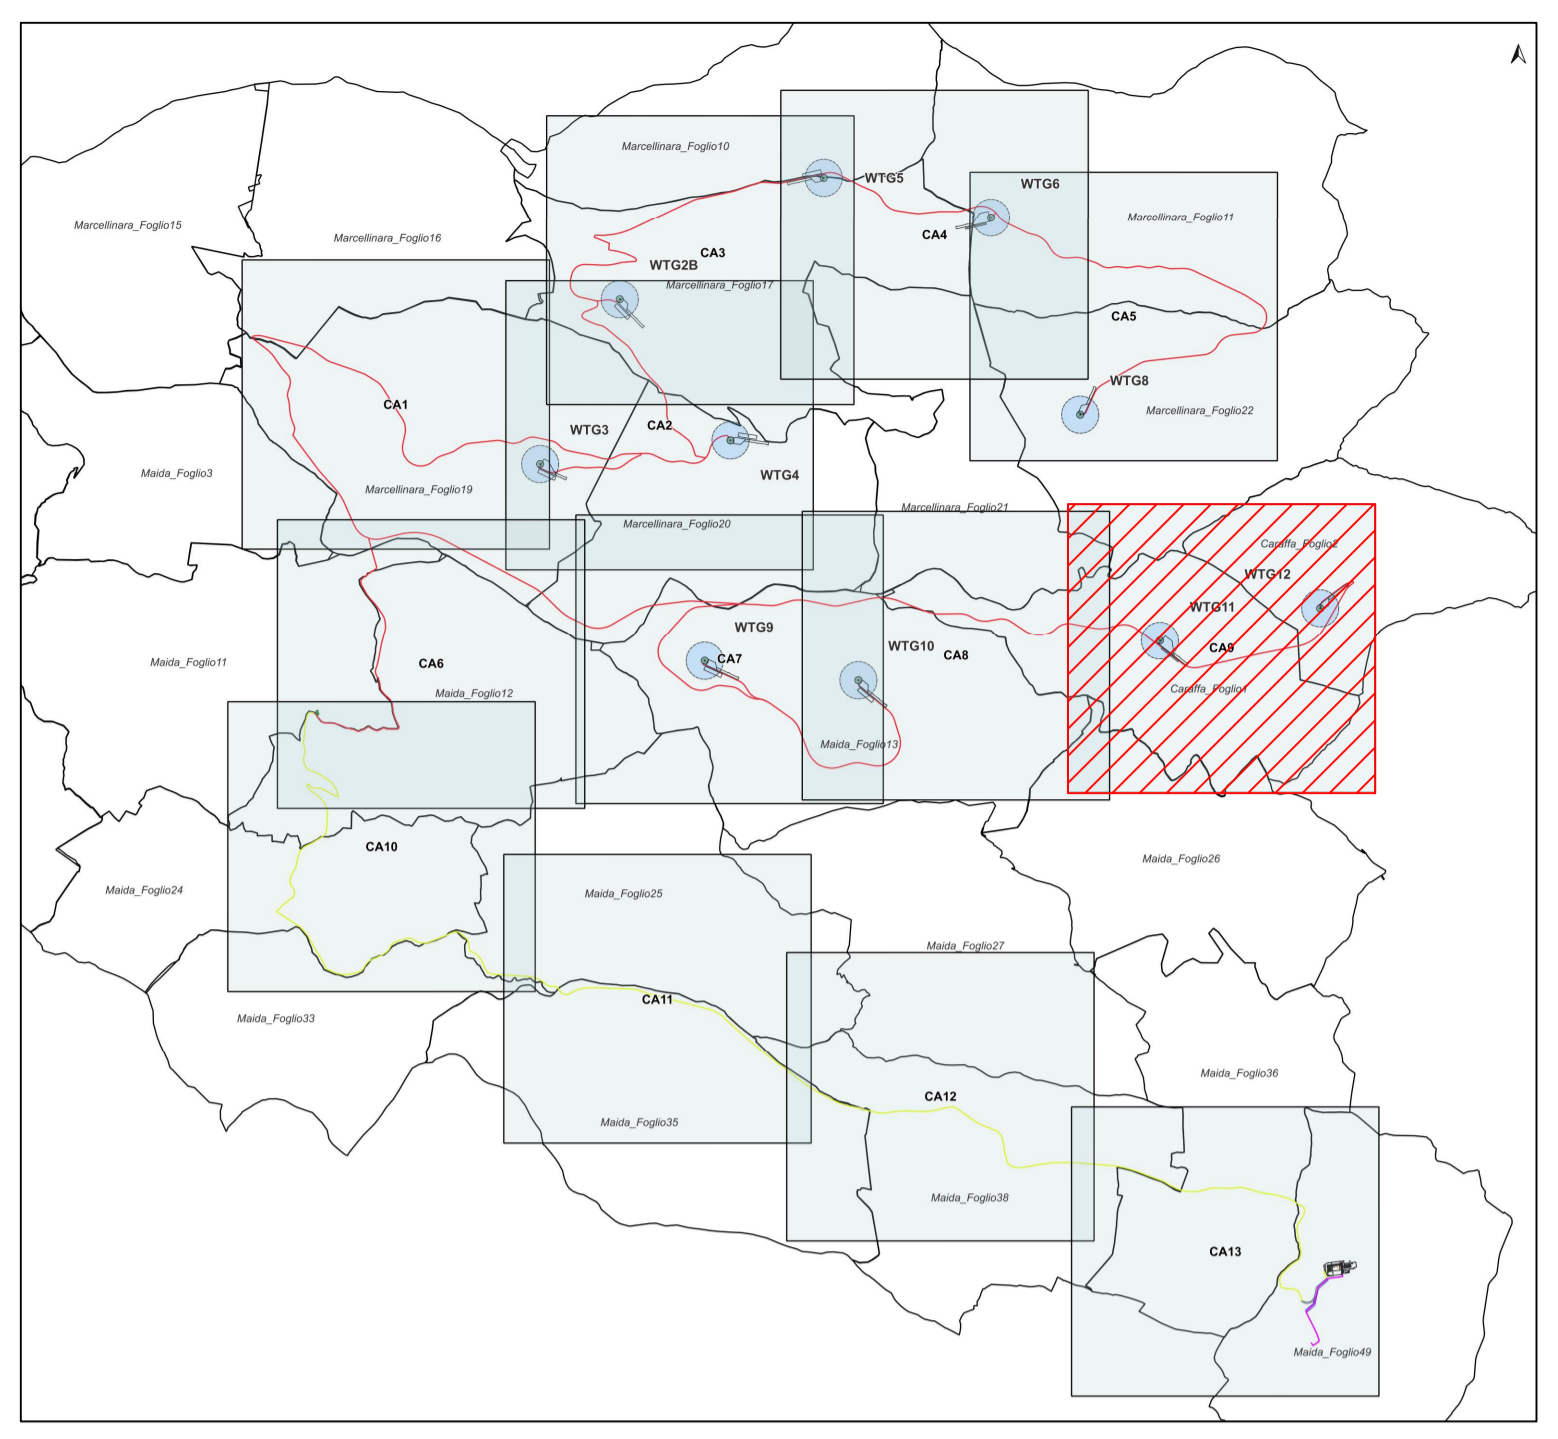 Marcellinara_Foglio10
WTG5
WTG6
Marcellinara_Foglio15
Marcellinara_Foglio16
Marcellinara_Foglio11
CA4
CA3
WTG2B
Marcellinara_Foglio17
CA5
WTG8
CA1
Marcellinara_Foglio22
WTG3
CA2
Maida_Foglio3
WTG4
Marcellinara_Foglio19
Marcellinara_Foglio21
Marcellinara_Foglio20
Caraffa_Foglio2
WTG12
WTG11
WTG9
WTG10
CA9
Maida_Foglio11
CA6
CA7
CA8
Maida_Foglio12
Caraffa_Foglio1
Maida_Foglio13
CA10
Maida_Foglio26
Maida_Foglio24
Maida_Foglio25
Maida_Foglio27
CA11
Maida_Foglio33
Maida_Foglio36
CA12
Maida_Foglio35
Maida_Foglio38
CA13
Maida_Foglio49